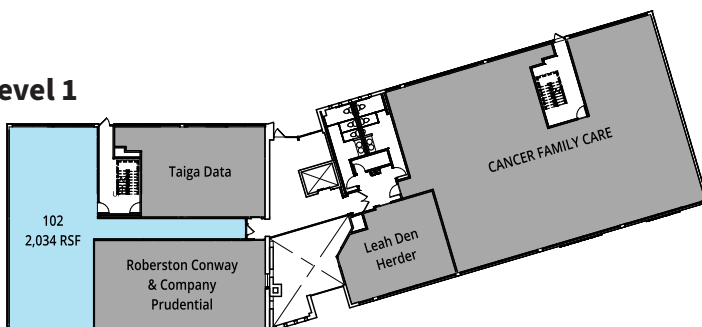 evel 1
Taiga Data
CANCER FAMILY CARE
102
2,034 RSF
Leah Den
Herder
Roberston Conway
& Company
Prudential